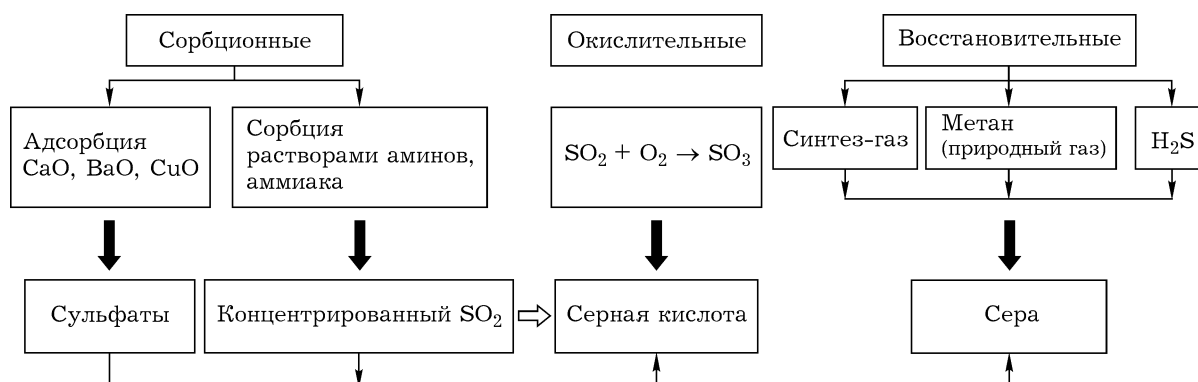 Сорбционные
Окислительные
Восстановительные
Адсорбция
CaO, BaO, CuO
Сорбция
растворами аминов,
аммиака
SO₂ + O₂ → SO₃
Синтез-газ
Метан
(природный газ)
H₂S
Сульфаты
Концентрированный SO₂
Серная кислота
Сера